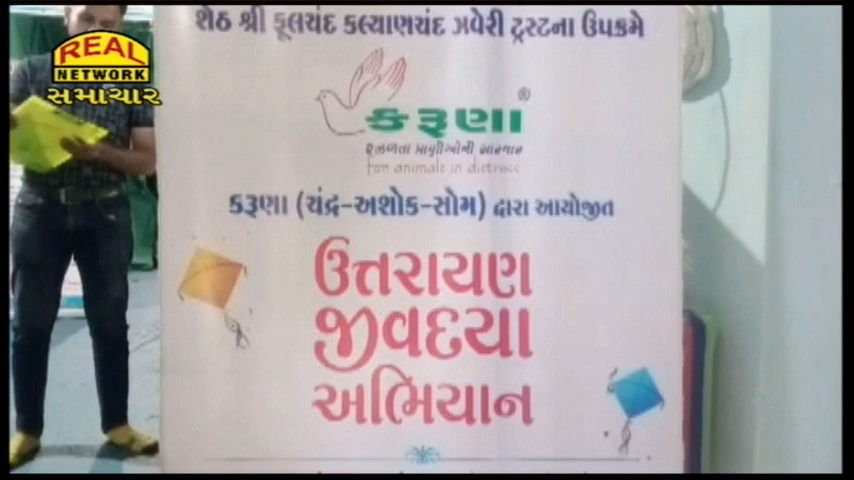 શેઠ શ્રી ફૂલચંદ કલ્યાણચંદ ઝવેરી ટ્રસ્ટના ઉપક્રમે
REAL
NETWORK
સમાચાર
કરૂણા®
for animals in distress
કરૂણા (ચંદ્ર-અશોક-સોમ) દ્વારા આયોજીત
ઉત્તરાયણ
જીવદયા
અભિયાન